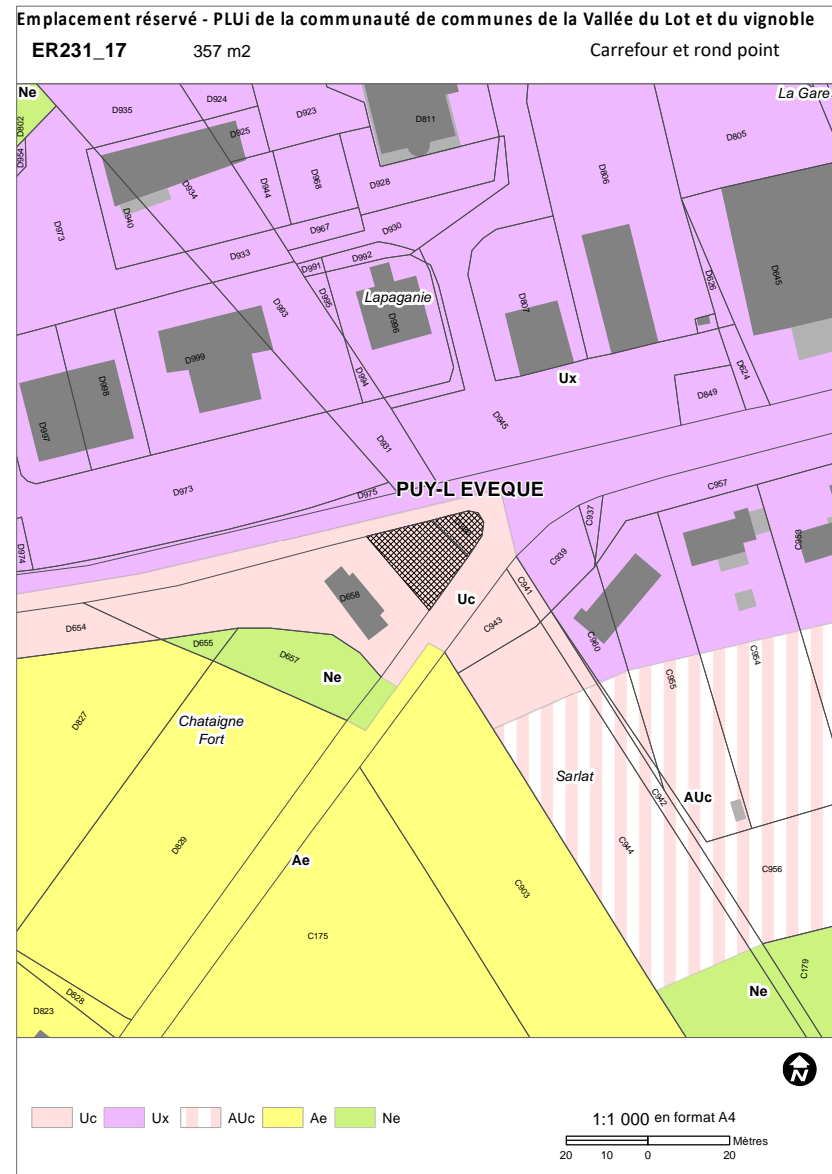 Emplacement réservé - PLUi de la communauté de communes de la Vallée du Lot et du vignoble
ER231_17 357 m2 Carrefour et rond point
Ne
La Gare
D935
D924
D923
D811
D802
D925
D805
D954
D806
D934
D944
D968
D928
D940
D973
D967
D930
D933
D991
D992
D626
D645
D993
D995
Lapaganie
D996
D807
D999
D998
D994
Ux
D624
D849
D997
D945
D931
D973
D975
PUY-L EVEQUE
C957
C937
C953
D974
C939
D658
Uc
C941
D654
D655
C943
C960
D657
Ne
C955
C954
D827
Chataigne
Fort
Sarlat
C942
AUc
D829
Ae
C944
C903
C956
C175
C179
D828
D823
Ne
N
Uc Ux AUc Ae Ne
1:1 000 en format A4
Mètres
20 10 0 20